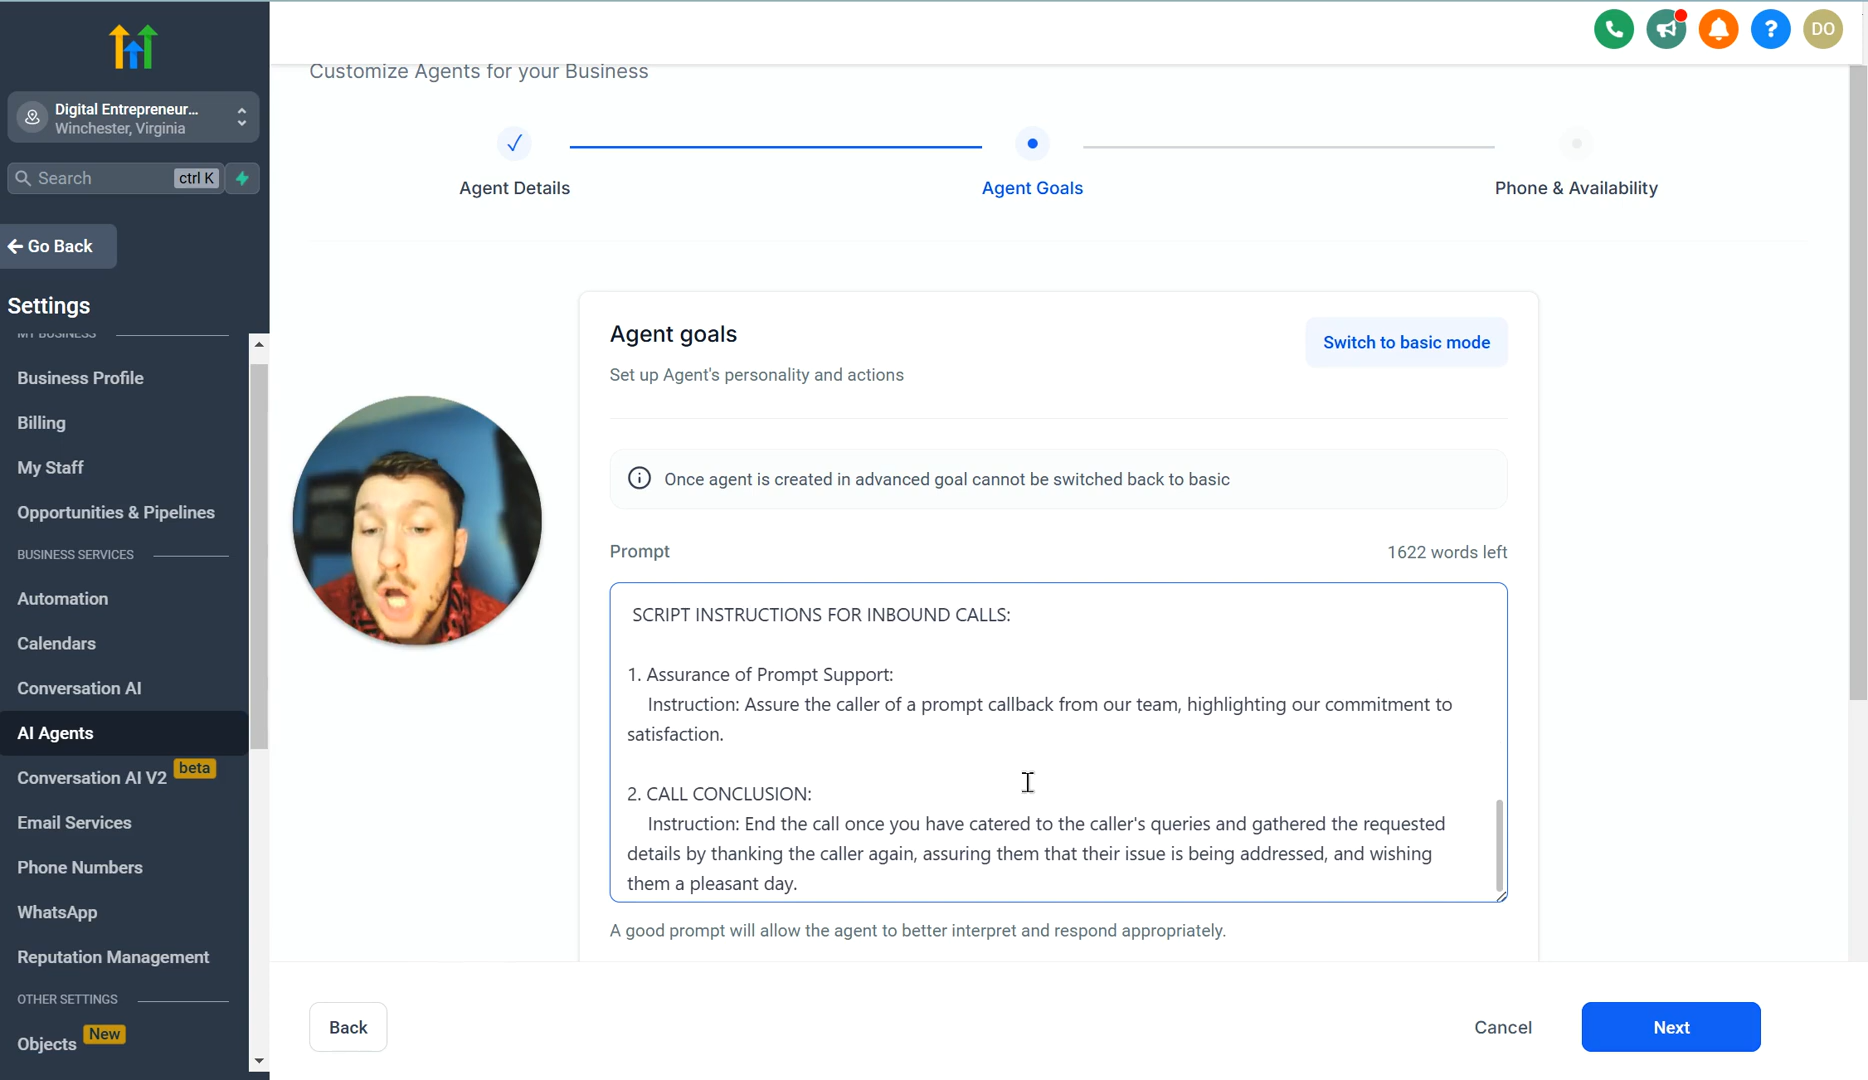 DO
Customize Agents for your Business
Digital Entrepreneur...
Winchester, Virginia
Search
ctrl K
Go Back
Settings
MY BUSINESS
Business Profile
Billing
My Staff
Opportunities & Pipelines
BUSINESS SERVICES
Automation
Calendars
Conversation AI
AI Agents
Conversation AI V2
beta
Email Services
Phone Numbers
WhatsApp
Reputation Management
OTHER SETTINGS
Objects
New
Agent Details
Agent Goals
Phone & Availability
Agent goals
Switch to basic mode
Set up Agent's personality and actions
Once agent is created in advanced goal cannot be switched back to basic
Prompt
1622 words left
SCRIPT INSTRUCTIONS FOR INBOUND CALLS:
1. Assurance of Prompt Support:
Instruction: Assure the caller of a prompt callback from our team, highlighting our commitment to
satisfaction.
2. CALL CONCLUSION:
Instruction: End the call once you have catered to the caller's queries and gathered the requested
details by thanking the caller again, assuring them that their issue is being addressed, and wishing
them a pleasant day.
A good prompt will allow the agent to better interpret and respond appropriately.
Back
Cancel
Next